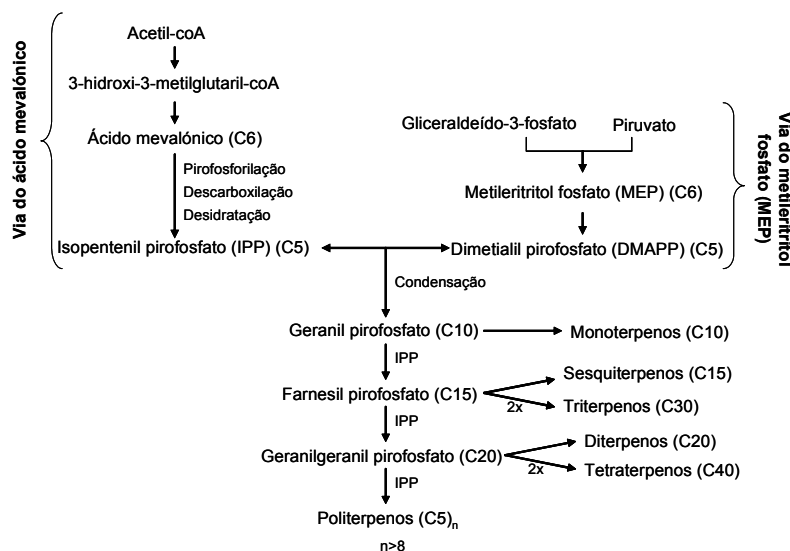 Via do ácido mevalónico
Acetil-coA
3-hidroxi-3-metilglutaril-coA
Ácido mevalónico (C6)
Pirofosforilação
Descarboxilação
Desidratação
Isopentenil pirofosfato (IPP) (C5)
Gliceraldeído-3-fosfato
Piruvato
Metileritritol fosfato (MEP) (C6)
Dimetialil pirofosfato (DMAPP) (C5)
Via do metileritritol
fosfato (MEP)
Condensação
Geranil pirofosfato (C10)
Monoterpenos (C10)
IPP
Farnesil pirofosfato (C15)
Sesquiterpenos (C15)
2x
Triterpenos (C30)
IPP
Geranilgeranil pirofosfato (C20)
Diterpenos (C20)
2x
Tetraterpenos (C40)
IPP
Politerpenos (C5)n
n>8